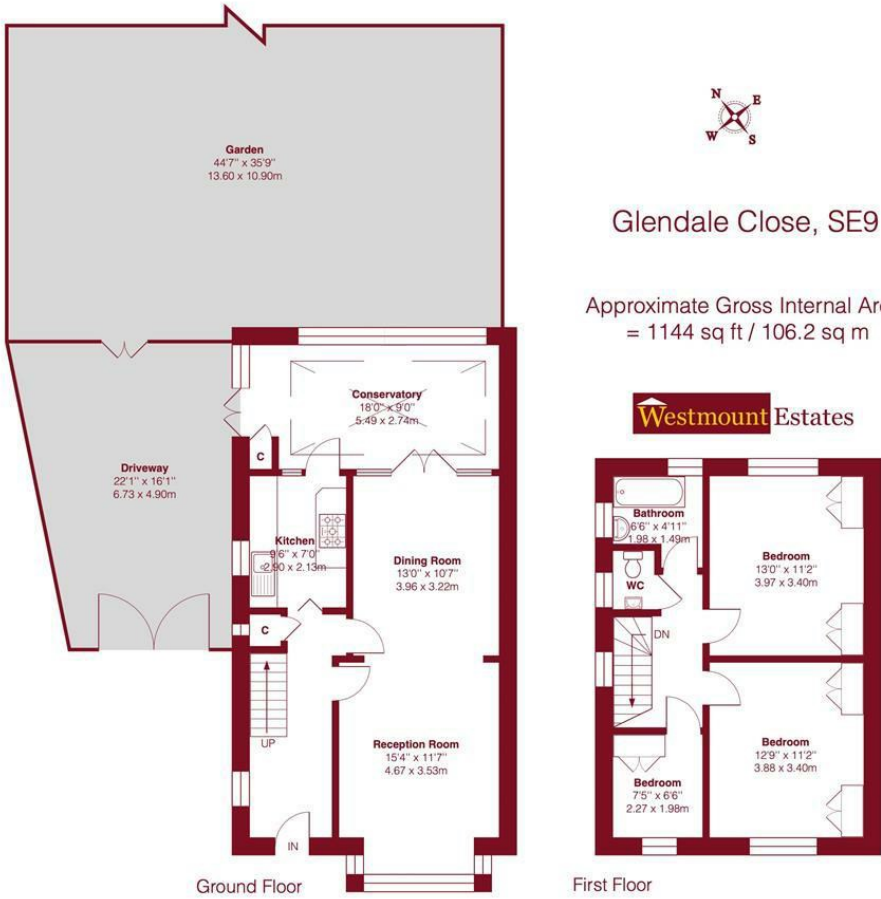 Garden
44'7'' x 35'9''
13.60 x 10.90m
N
E
W
S
Glendale Close, SE9
Approximate Gross Internal Are
= 1144 sq ft / 106.2 sq m
Westmount Estates
Conservatory
18'0'' x 9'0''
5.49 x 2.74m
C
Driveway
22'1'' x 16'1''
6.73 x 4.90m
Kitchen
9'6'' x 7'0''
2.90 x 2.13m
Dining Room
13'0'' x 10'7''
3.96 x 3.22m
C
UP
Reception Room
15'4'' x 11'7''
4.67 x 3.53m
IN
Ground Floor
Bathroom
6'6'' x 4'11''
1.98 x 1.49m
WC
Bedroom
13'0'' x 11'2''
3.97 x 3.40m
DN
Bedroom
12'9'' x 11'2''
3.88 x 3.40m
Bedroom
7'5'' x 6'6''
2.27 x 1.98m
First Floor